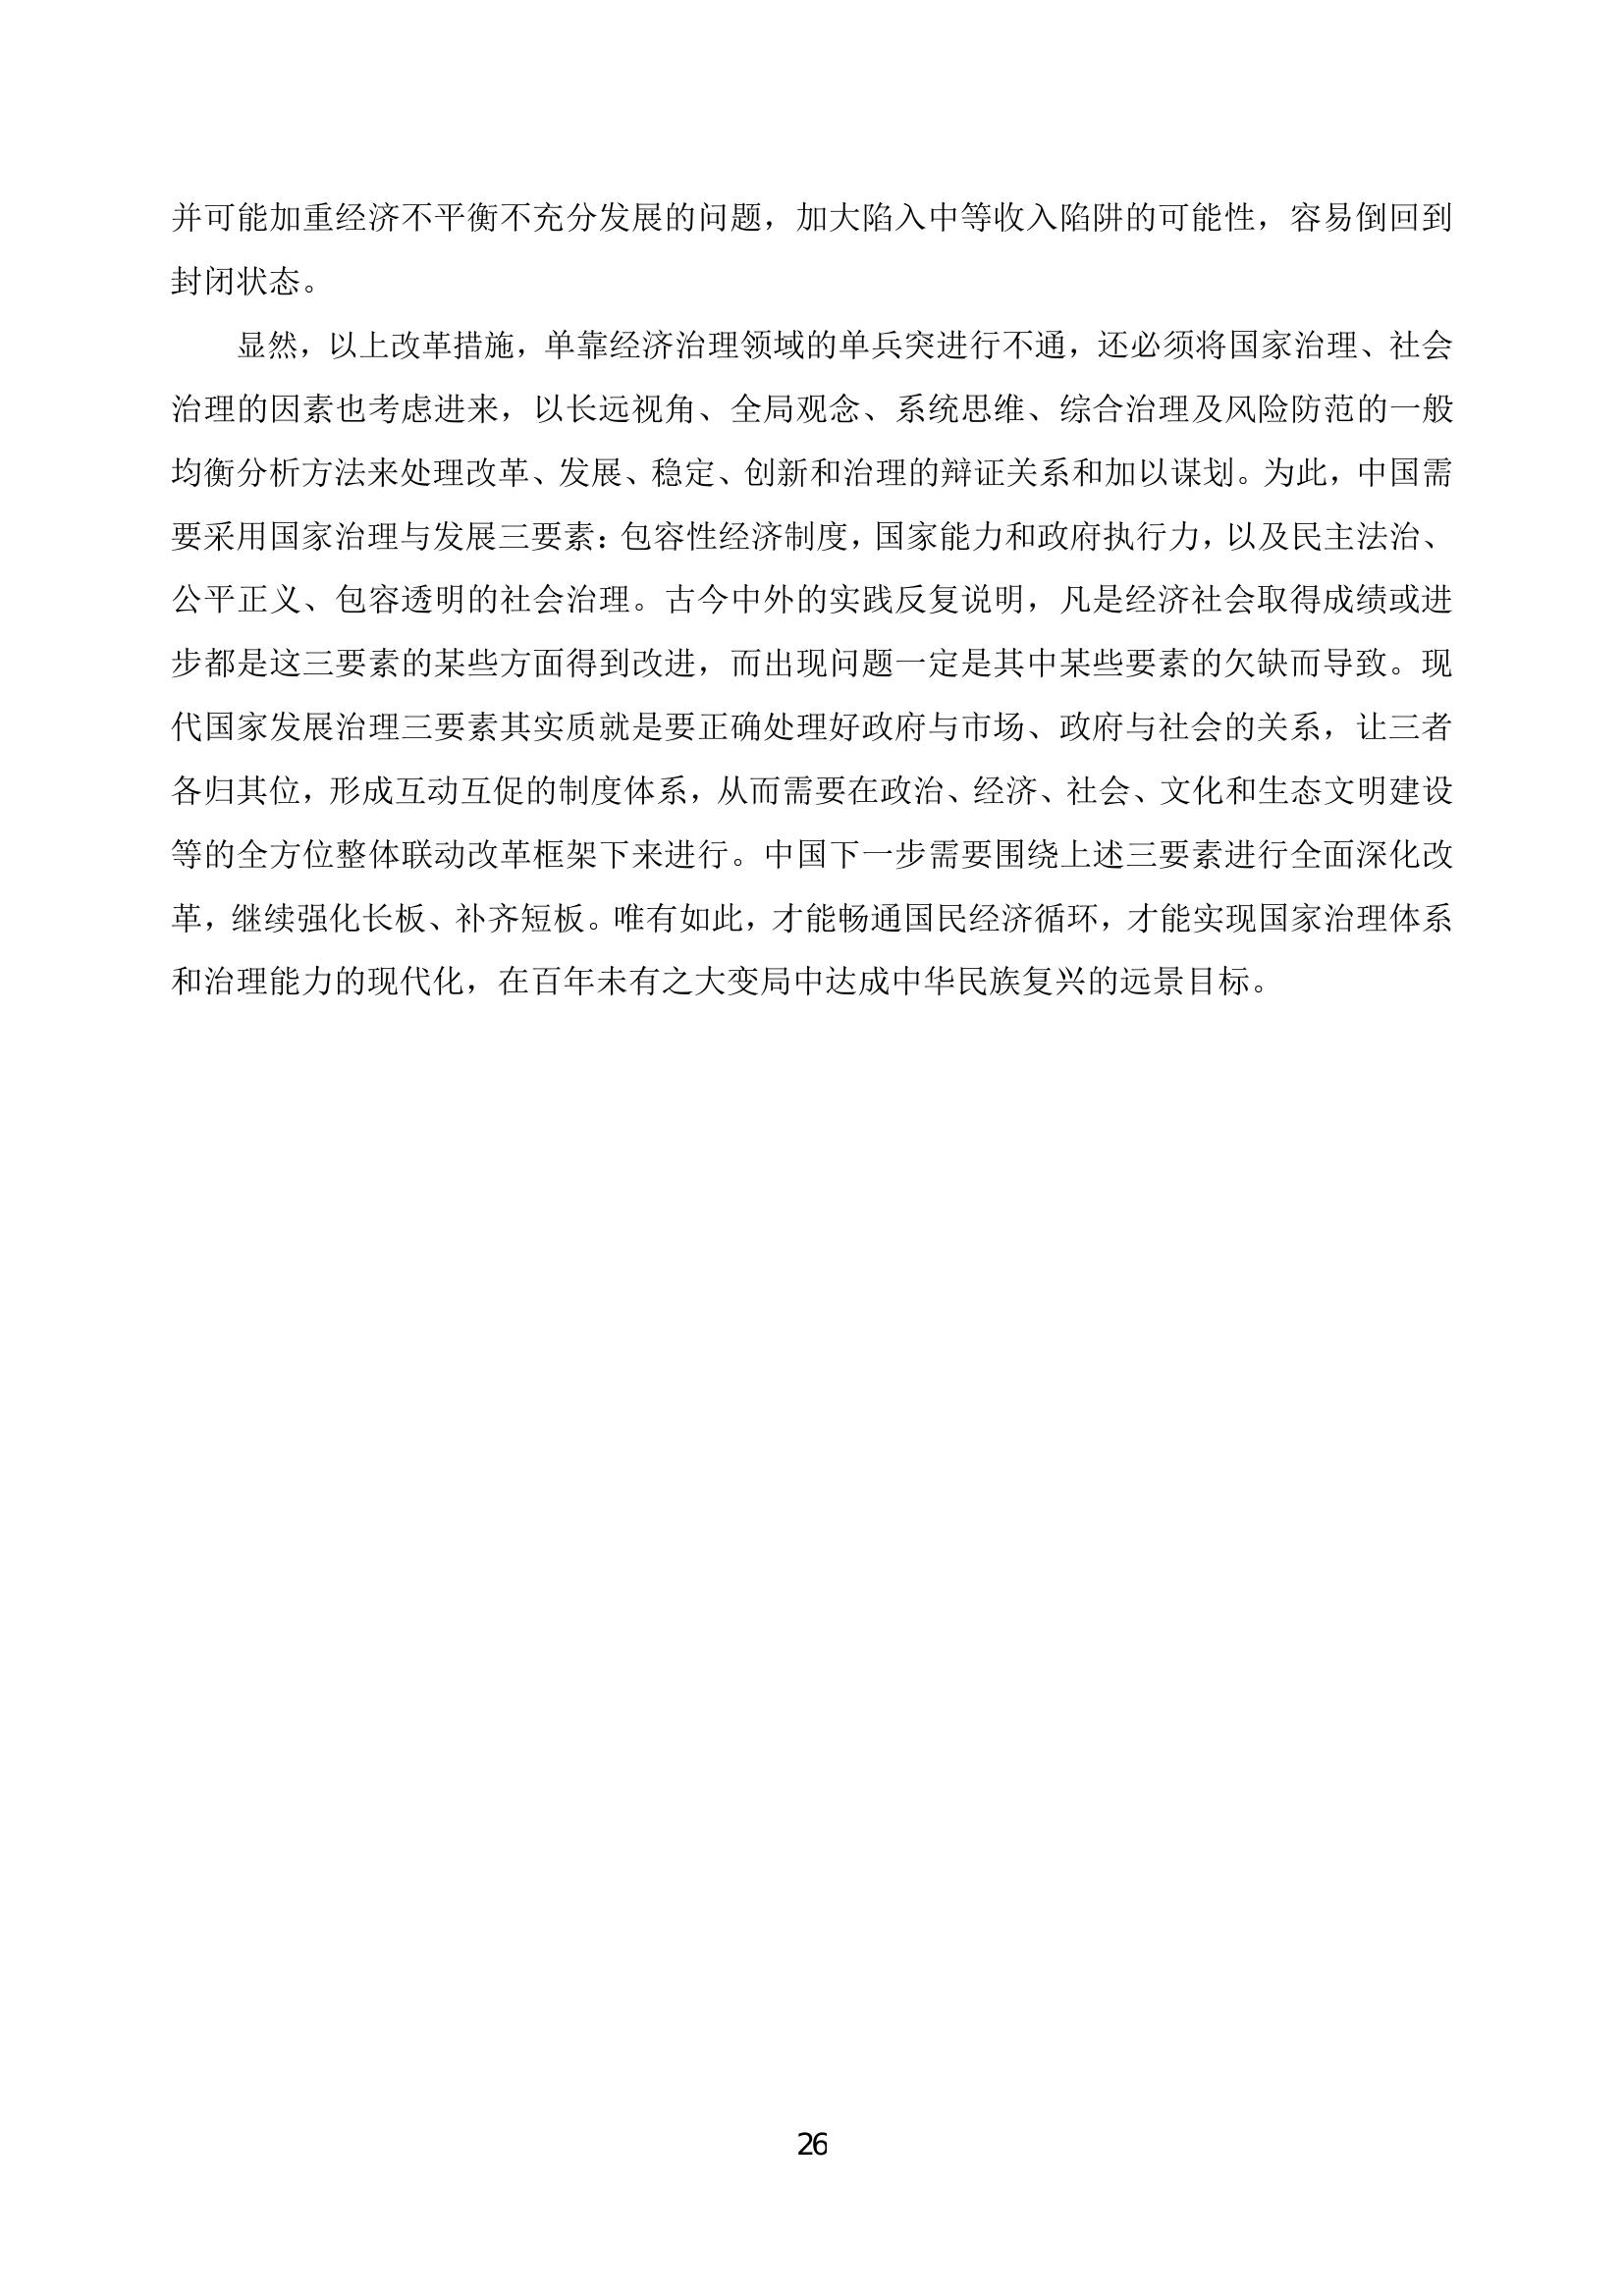 并可能加重经济不平衡不充分发展的问题，加大陷入中等收入陷阱的可能性，容易倒回到
封闭状态。
显然，以上改革措施，单靠经济治理领域的单兵突进行不通，还必须将国家治理、社会
治理的因素也考虑进来，以长远视角、全局观念、系统思维、综合治理及风险防范的一般
均衡分析方法来处理改革、发展、稳定、创新和治理的辩证关系和加以谋划。为此，中国需
要采用国家治理与发展三要素：包容性经济制度，国家能力和政府执行力，以及民主法治、
公平正义、包容透明的社会治理。古今中外的实践反复说明，凡是经济社会取得成绩或进
步都是这三要素的某些方面得到改进，而出现问题一定是其中某些要素的欠缺而导致。现
代国家发展治理三要素其实质就是要正确处理好政府与市场、政府与社会的关系，让三者
各归其位，形成互动互促的制度体系，从而需要在政治、经济、社会、文化和生态文明建设
等的全方位整体联动改革框架下来进行。中国下一步需要围绕上述三要素进行全面深化改
革，继续强化长板、补齐短板。唯有如此，才能畅通国民经济循环，才能实现国家治理体系
和治理能力的现代化，在百年未有之大变局中达成中华民族复兴的远景目标。
26